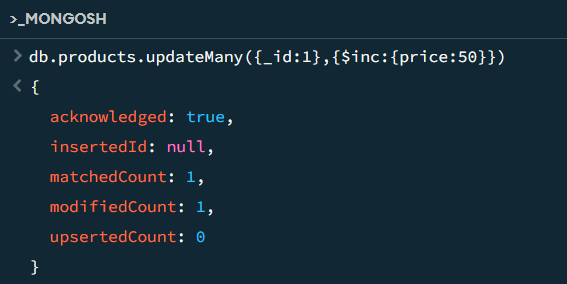 >_MONGOSH
> db.products.updateMany({_id:1},{$inc:{price:50}})
< {
acknowledged: true,
insertedId: null,
matchedCount: 1,
modifiedCount: 1,
upsertedCount: 0
}